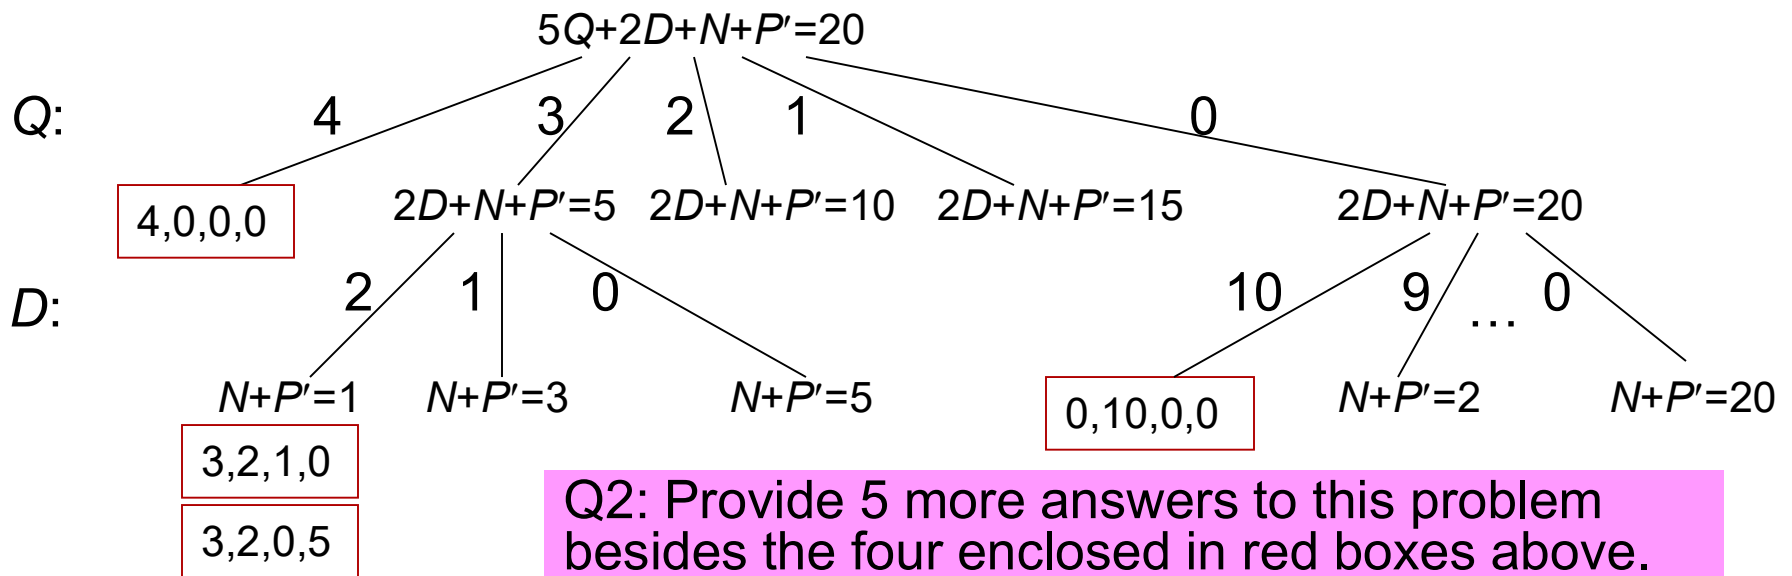 5Q+2D+N+P′=20
Q: 4 3 2 1 0
4,0,0,0 2D+N+P′=5 2D+N+P′=10 2D+N+P′=15 2D+N+P′=20
D: 2 1 0 10 9 … 0
N+P′=1 N+P′=3 N+P′=5 0,10,0,0 N+P′=2 N+P′=20
3,2,1,0
3,2,0,5
Q2: Provide 5 more answers to this problem
besides the four enclosed in red boxes above.